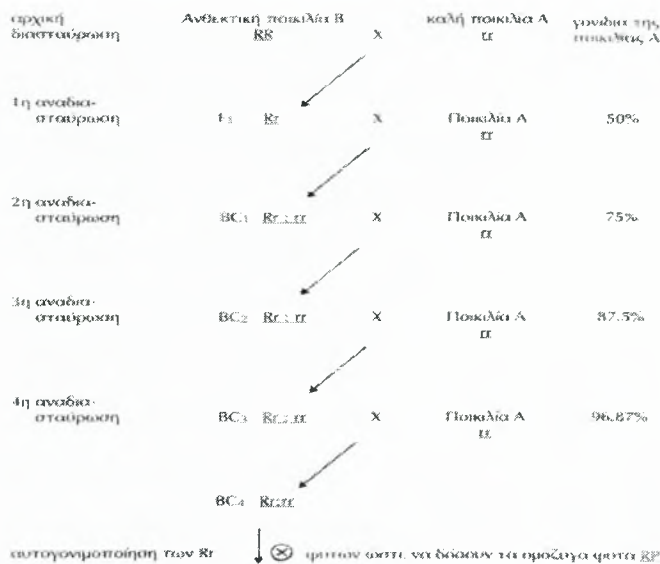 αρχική Ανθεκτική ποικιλία Β καλή ποικιλία Α γονίδια της
διασταύρωση RR X rr ποικιλίας Α
1η αναδια-
σταύρωση F1 Rr X Ποικιλία Α 50%
rr
2η αναδια-
σταύρωση BC1 Rr : rr X Ποικιλία Α 75%
rr
3η αναδια-
σταύρωση BC2 Rr : rr X Ποικιλία Α 87.5%
rr
4η αναδια-
σταύρωση BC3 Rr : rr X Ποικιλία Α 96.87%
rr
BC4 Rr:rr
αυτογονιμοποίηση των Rr ⊗ φυτών ώστε να δώσουν τα ομόζυγα φυτά